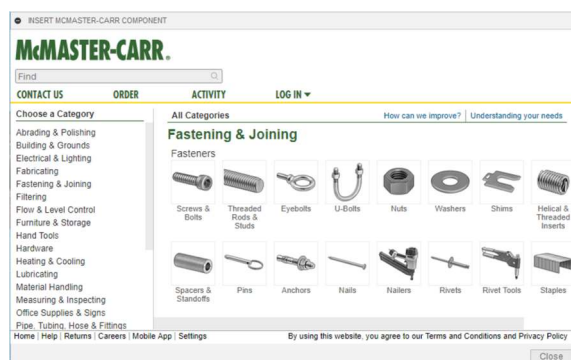 INSERT MCMASTER-CARR COMPONENT
McMASTER-CARR.
Find
CONTACT US ORDER ACTIVITY LOG IN
Choose a Category
Abrading & Polishing
Building & Grounds
Electrical & Lighting
Fabricating
Fastening & Joining
Filtering
Flow & Level Control
Furniture & Storage
Hand Tools
Hardware
Heating & Cooling
Lubricating
Material Handling
Measuring & Inspecting
Office Supplies & Signs
Pipe, Tubing, Hose & Fittings
All Categories How can we improve? Understanding your needs
Fastening & Joining
Fasteners
Screws & Bolts
Threaded Rods & Studs
Eyebolts
U-Bolts
Nuts
Washers
Shims
Helical & Threaded Inserts
Spacers & Standoffs
Pins
Anchors
Nails
Nailers
Rivets
Rivet Tools
Staples
Home | Help | Returns | Careers | Mobile App | Settings By using this website, you agree to our Terms and Conditions and Privacy Policy
Close